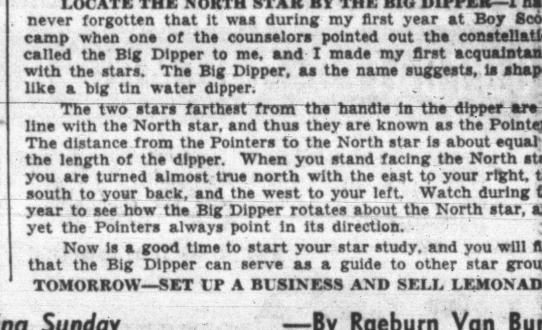 LOCATE THE NORTH STAR BY THE BIG DIPPER—I
never forgotten that it was during my first year at Boy
camp when one of the counselors pointed out the
called the Big Dipper to me, and I made my first
with the stars. The Big Dipper, as the name suggests, is
like a big tin water dipper.
The two stars farthest from the handle in the dipper are
line with the North star, and thus they are known as the
The distance from the Pointers to the North star is about equal
the length of the dipper. When you stand facing the North
you are turned almost true north with the east to your right,
south to your back, and the west to your left. Watch during
year to see how the Big Dipper rotates about the North star,
yet the Pointers always point in its direction.
Now is a good time to start your star study, and you will
that the Big Dipper can serve as a guide to other star
TOMORROW—SET UP A BUSINESS AND SELL
Sunday
—By Raeburn Van